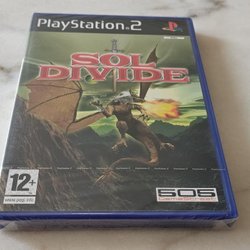 PlayStation®2
SOL
DIVIDE
12+
www.pegi.info
505
GameStreet